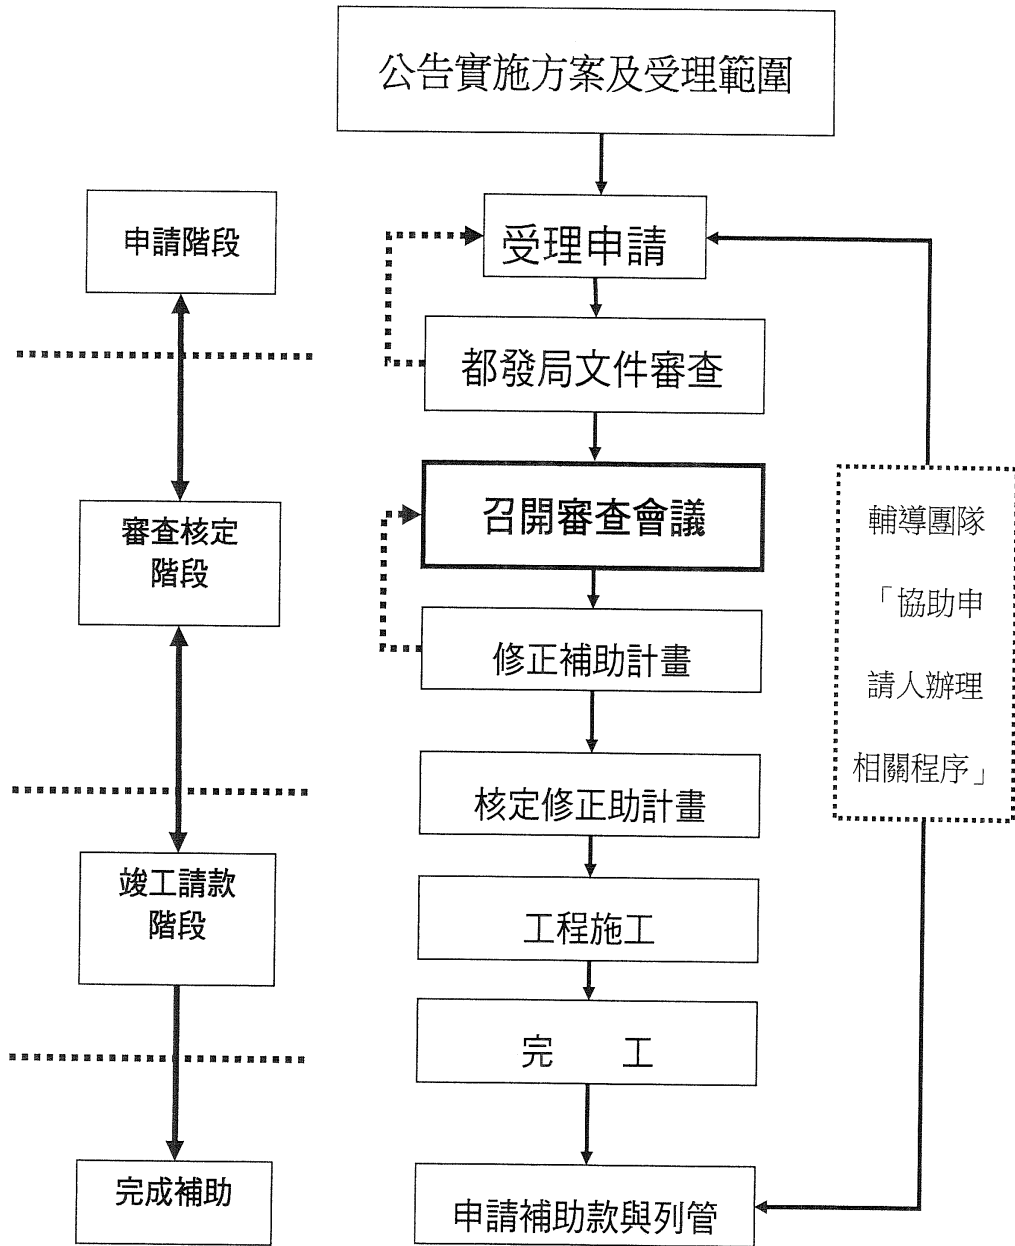 公告實施方案及受理範圍
申請階段
受理申請
都發局文件審查
審查核定
階段
召開審查會議
修正補助計畫
輔導團隊
「協助申
請人辦理
相關程序」
核定修正助計畫
竣工請款
階段
工程施工
完 工
完成補助
申請補助款與列管